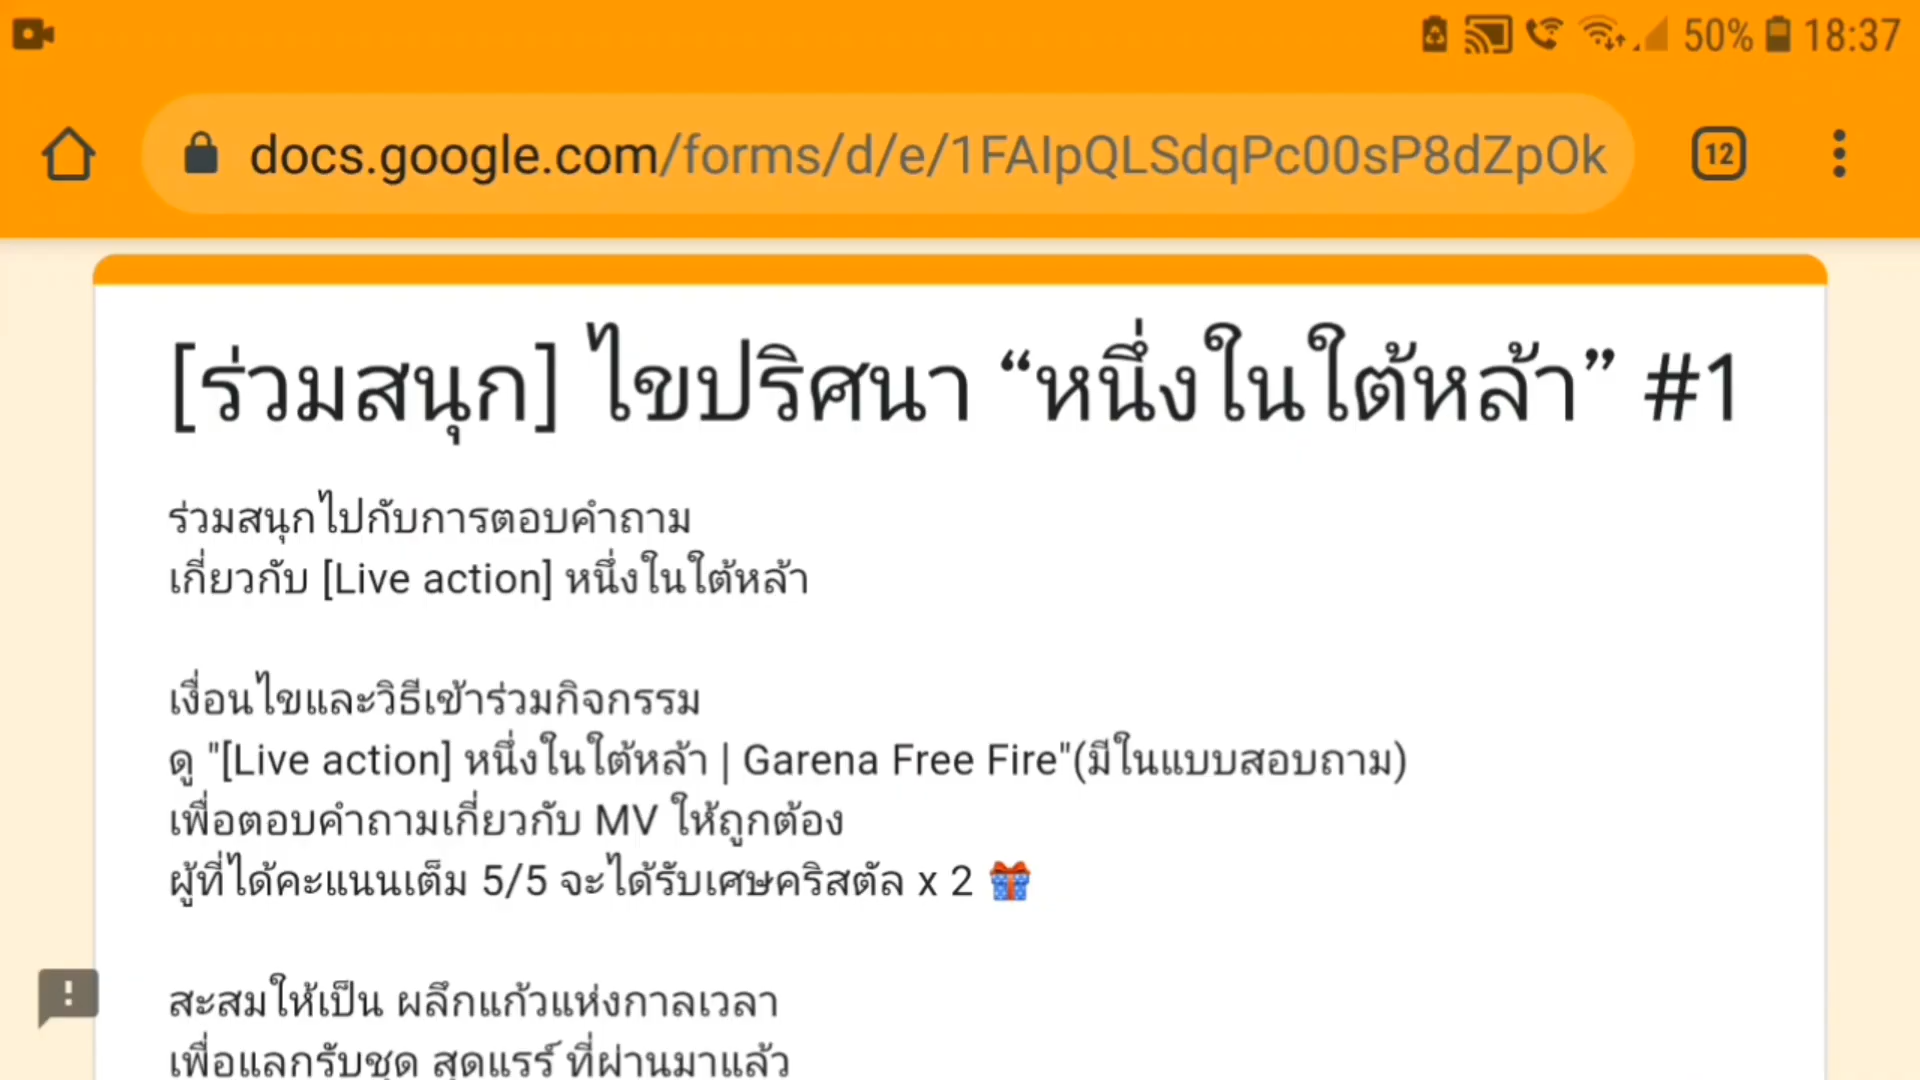 50% 18:37
docs.google.com/forms/d/e/1FAIpQLSdqPc00sP8dZpOk
12
[ร่วมสนุก] ไขปริศนา “หนึ่งในใต้หล้า” #1
ร่วมสนุกไปกับการตอบคำถาม
เกี่ยวกับ [Live action] หนึ่งในใต้หล้า
เงื่อนไขและวิธีเข้าร่วมกิจกรรม
ดู "[Live action] หนึ่งในใต้หล้า | Garena Free Fire"(มีในแบบสอบถาม)
เพื่อตอบคำถามเกี่ยวกับ MV ให้ถูกต้อง
ผู้ที่ได้คะแนนเต็ม 5/5 จะได้รับเศษคริสตัล x 2 🎁
สะสมให้เป็น ผลึกแก้วแห่งกาลเวลา
เพื่อแลกรับชุด สุดแรร์ ที่ผ่านมาแล้ว